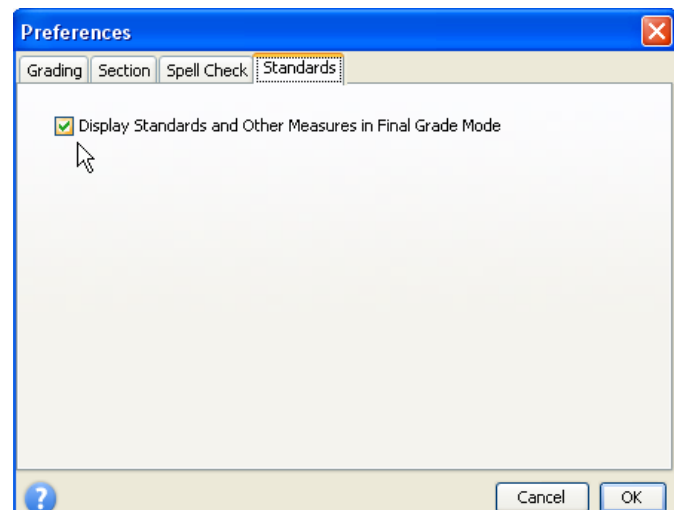 Preferences
Grading Section Spell Check Standards
Display Standards and Other Measures in Final Grade Mode
? Cancel OK